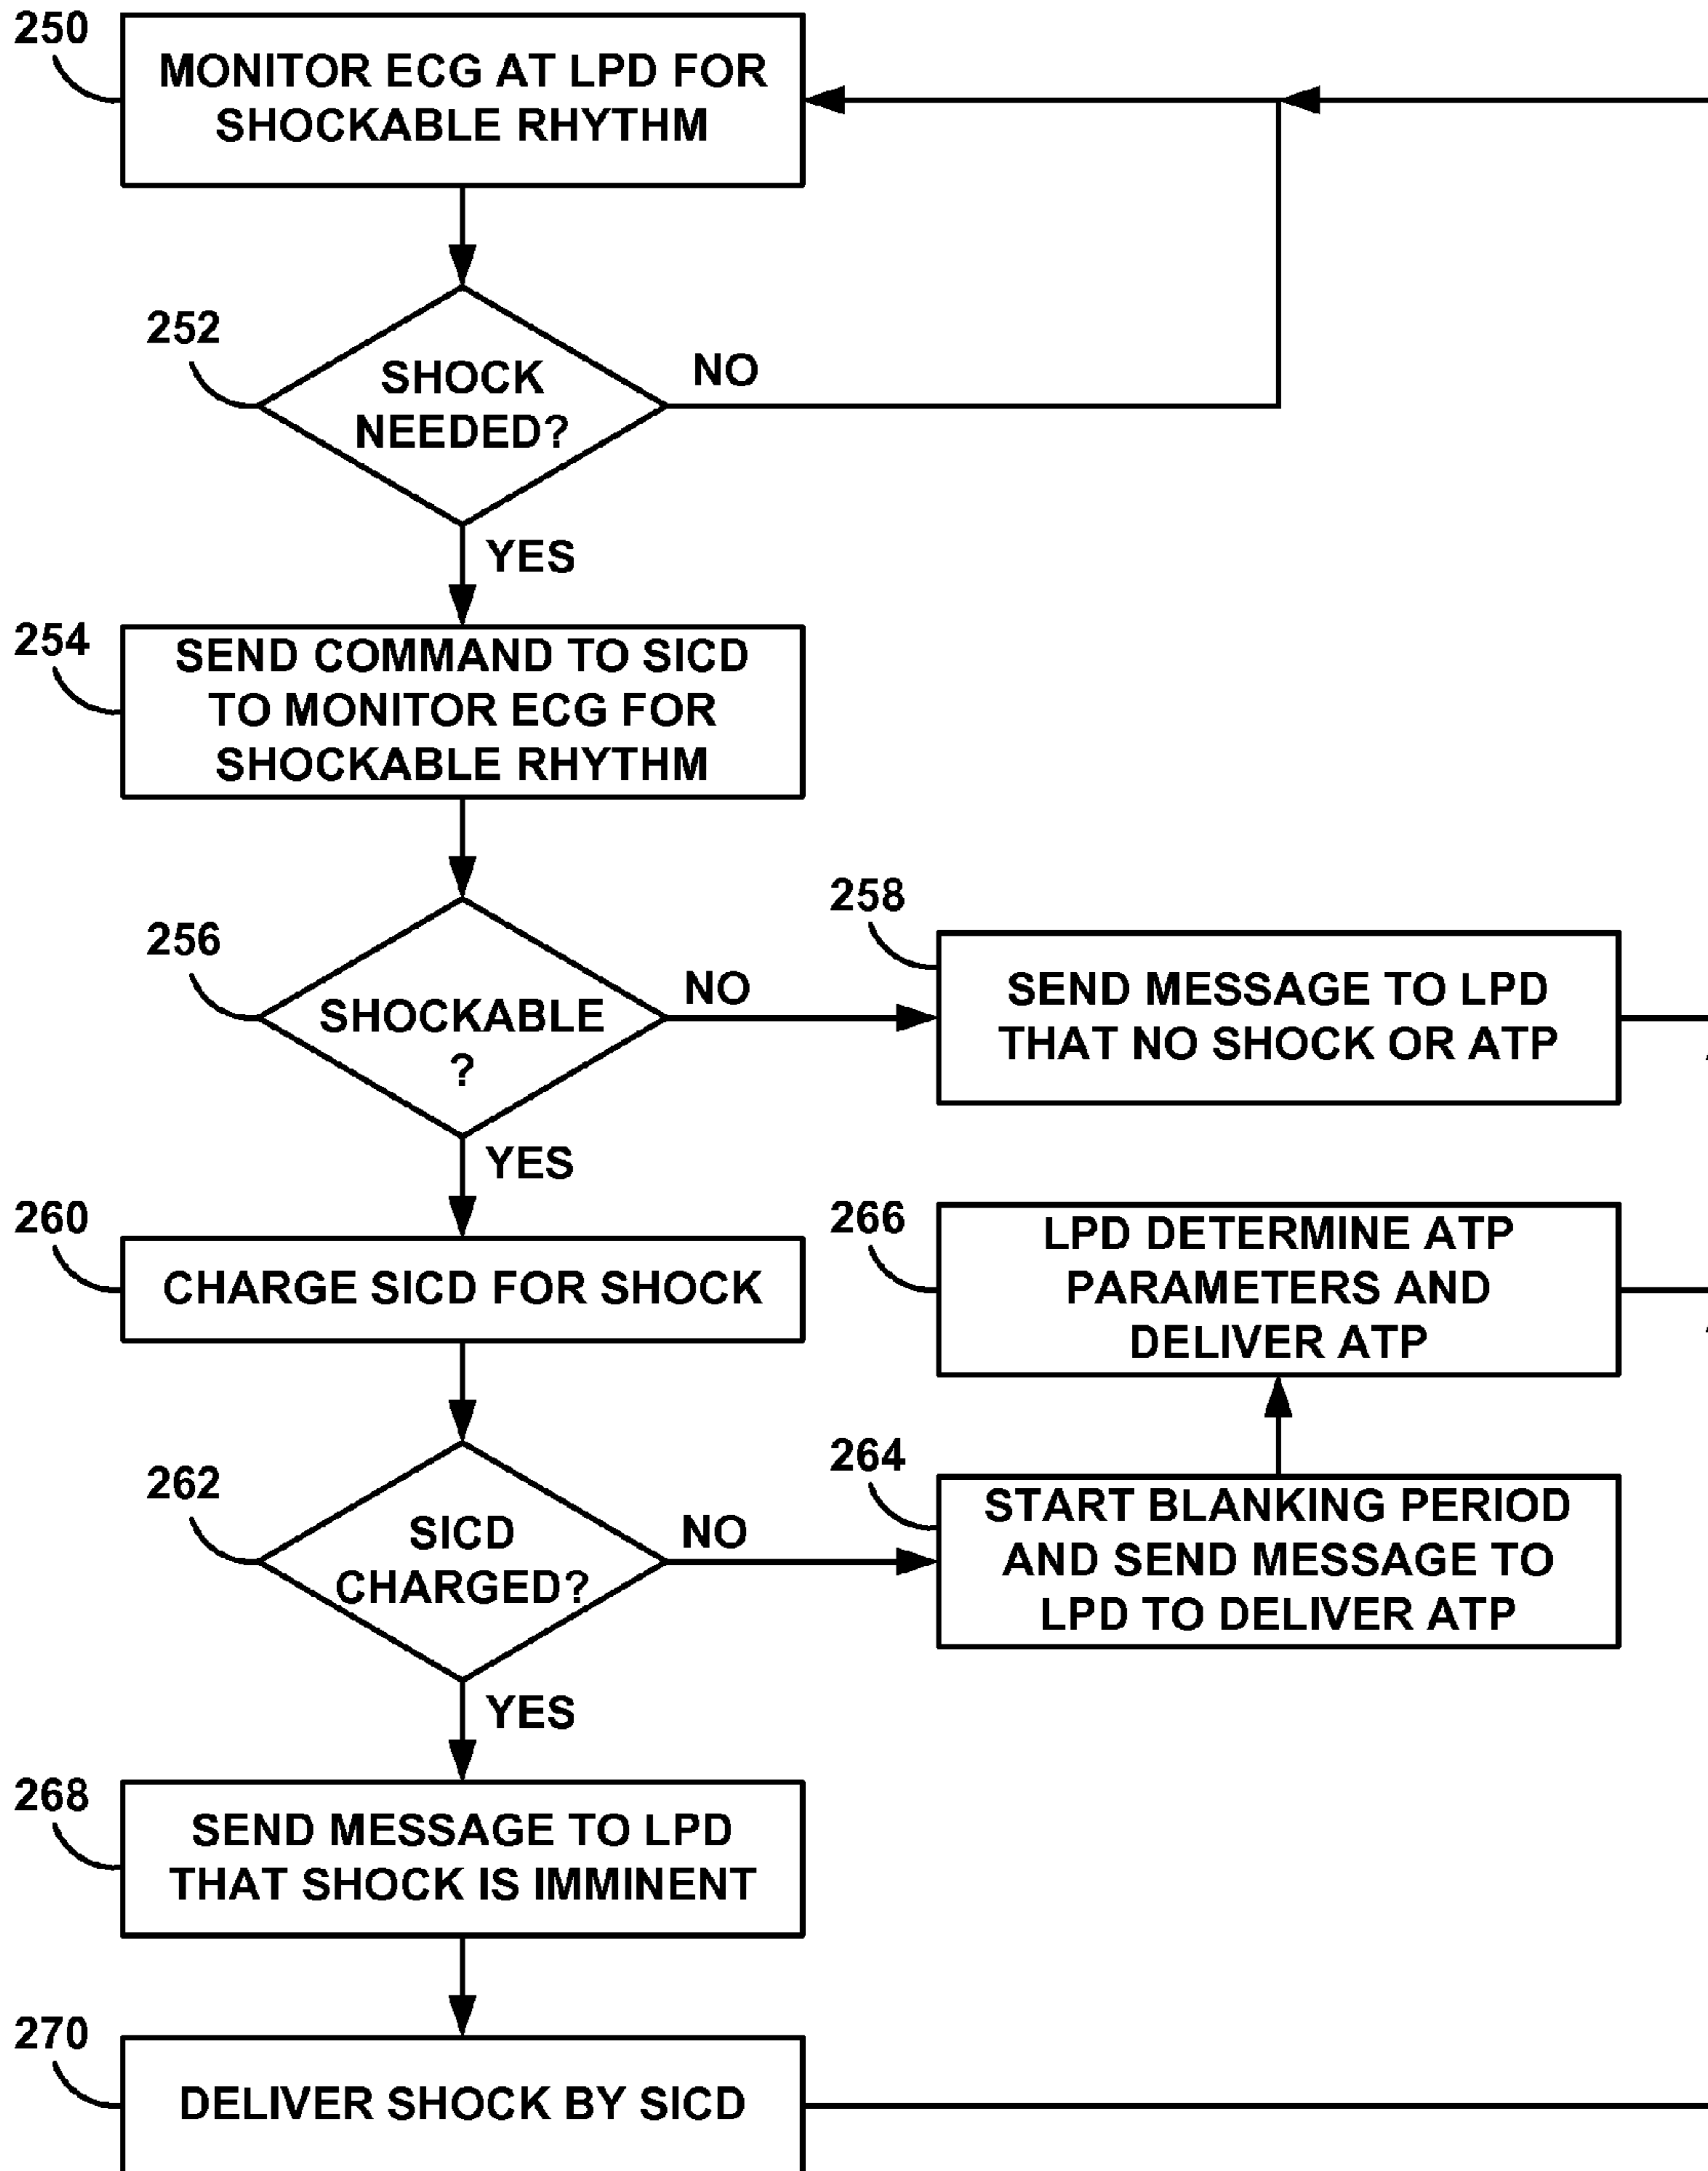 250
MONITOR ECG AT LPD FOR
SHOCKABLE RHYTHM
252
SHOCK
NEEDED?
NO
YES
254
SEND COMMAND TO SICD
TO MONITOR ECG FOR
SHOCKABLE RHYTHM
256
SHOCKABLE
?
NO
258
SEND MESSAGE TO LPD
THAT NO SHOCK OR ATP
YES
260
CHARGE SICD FOR SHOCK
266
LPD DETERMINE ATP
PARAMETERS AND
DELIVER ATP
262
SICD
CHARGED?
NO
264
START BLANKING PERIOD
AND SEND MESSAGE TO
LPD TO DELIVER ATP
YES
268
SEND MESSAGE TO LPD
THAT SHOCK IS IMMINENT
270
DELIVER SHOCK BY SICD